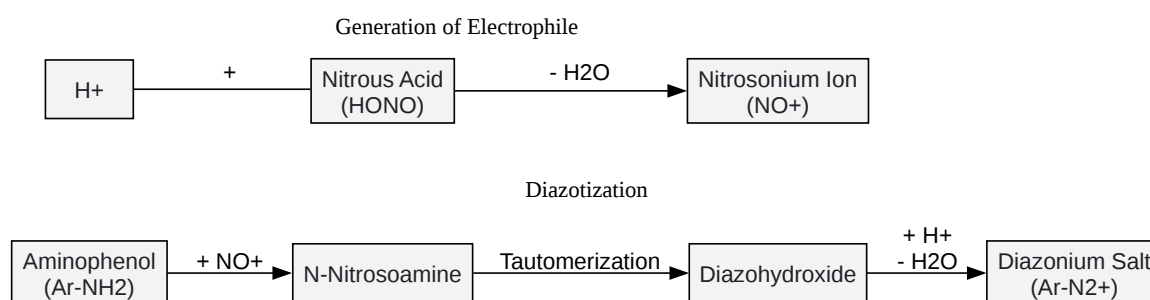 Generation of Electrophile
H+
+
Nitrous Acid
(HONO)
- H2O
Nitrosonium Ion
(NO+)
Diazotization
Aminophenol
(Ar-NH2)
+ NO+
N-Nitrosoamine
Tautomerization
Diazohydroxide
+ H+
- H2O
Diazonium Salt
(Ar-N2+)